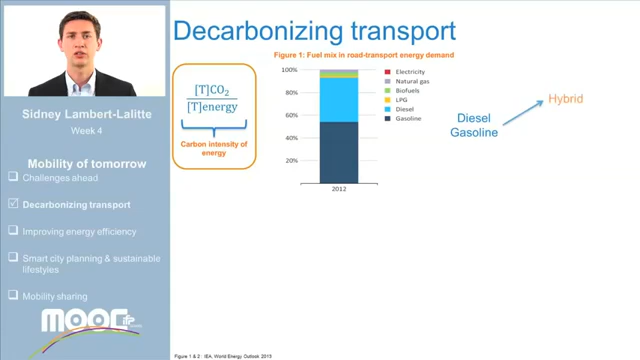 Decarbonizing transport
Figure 1: Fuel mix in road-transport energy demand
[T]CO2
[T]energy
Carbon intensity of
energy
100%
80%
60%
40%
20%
2012
Electricity
Natural gas
Biofuels
LPG
Diesel
Gasoline
Diesel
Gasoline
Hybrid
Sidney Lambert-Lalitte
Week 4
Mobility of tomorrow
Challenges ahead
Decarbonizing transport
Improving energy efficiency
Smart city planning & sustainable
lifestyles
Mobility sharing
MOOC
Figure 1 & 2 : IEA, World Energy Outlook 2013